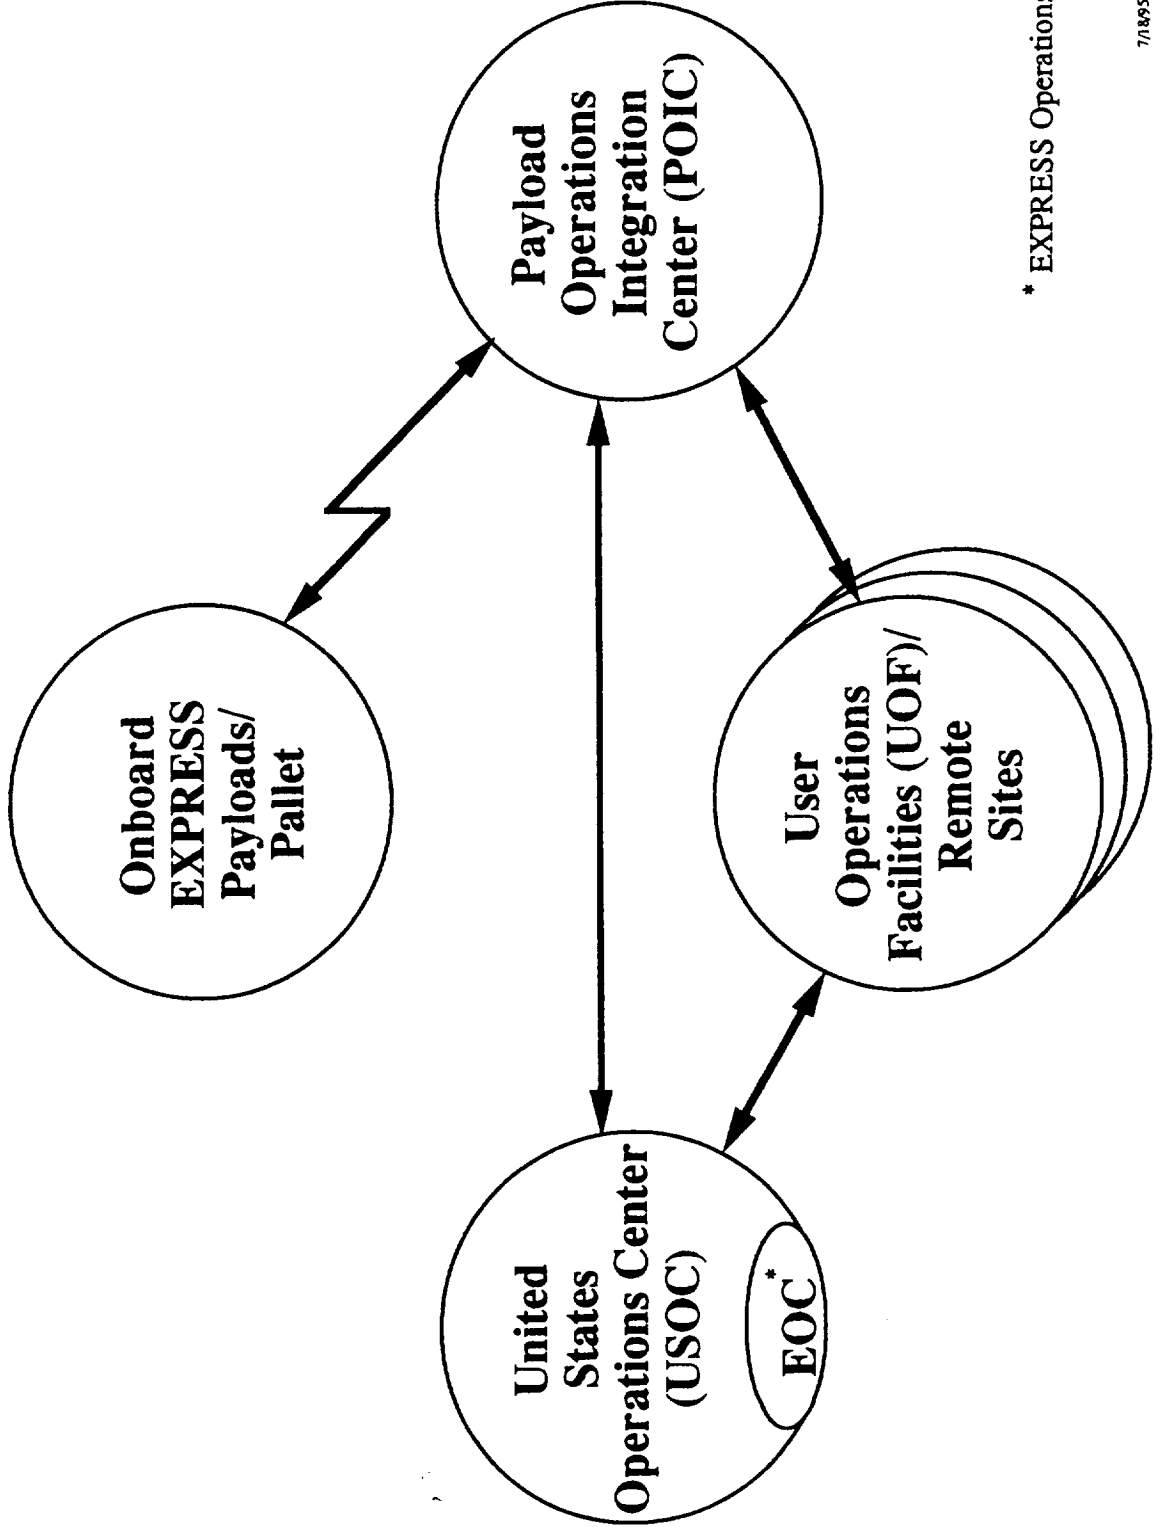 Onboard
EXPRESS
Payloads/
Pallet
United
States
Operations Center
(USOC)
EOC*
Payload
Operations
Integration
Center (POIC)
User
Operations
Facilities (UOF)/
Remote
Sites
* EXPRESS Operations
7/18/95